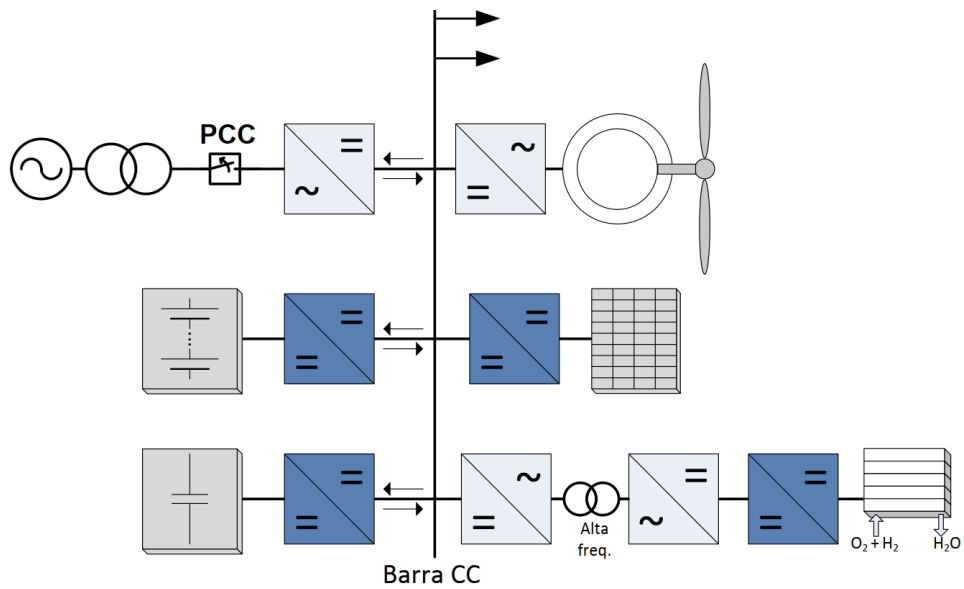 PCC
Alta
freq.
O₂ + H₂
H₂O
Barra CC